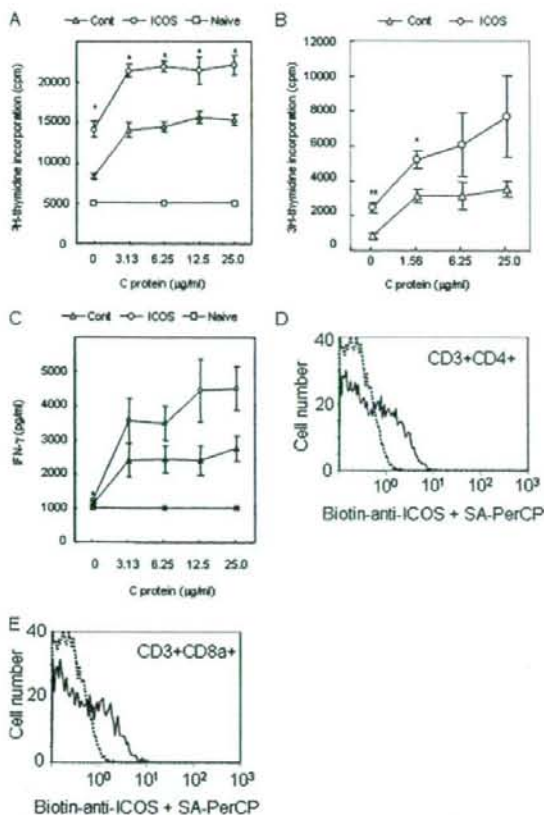 A
Cont ICOS Naive
³H-thymidine incorporation (cpm)
20000
15000
10000
5000
0
0 3.13 6.25 12.5 25.0
C protein (µg/ml)
B
Cont ICOS
3H-thymidine incorporation (cpm)
12000
10000
8000
6000
4000
2000
0
0 1.56 6.25 25.0
C protein (µg/ml)
C
Cont ICOS Naive
IFN-γ (pg/ml)
6000
5000
4000
3000
2000
1000
0
0 3.13 6.25 12.5 25.0
C protein (µg/ml)
D
CD3+CD4+
Cell number
40
20
0
10⁰ 10¹ 10² 10³
Biotin-anti-ICOS + SA-PerCP
E
CD3+CD8a+
Cell number
40
20
0
10⁰ 10¹ 10² 10³
Biotin-anti-ICOS + SA-PerCP